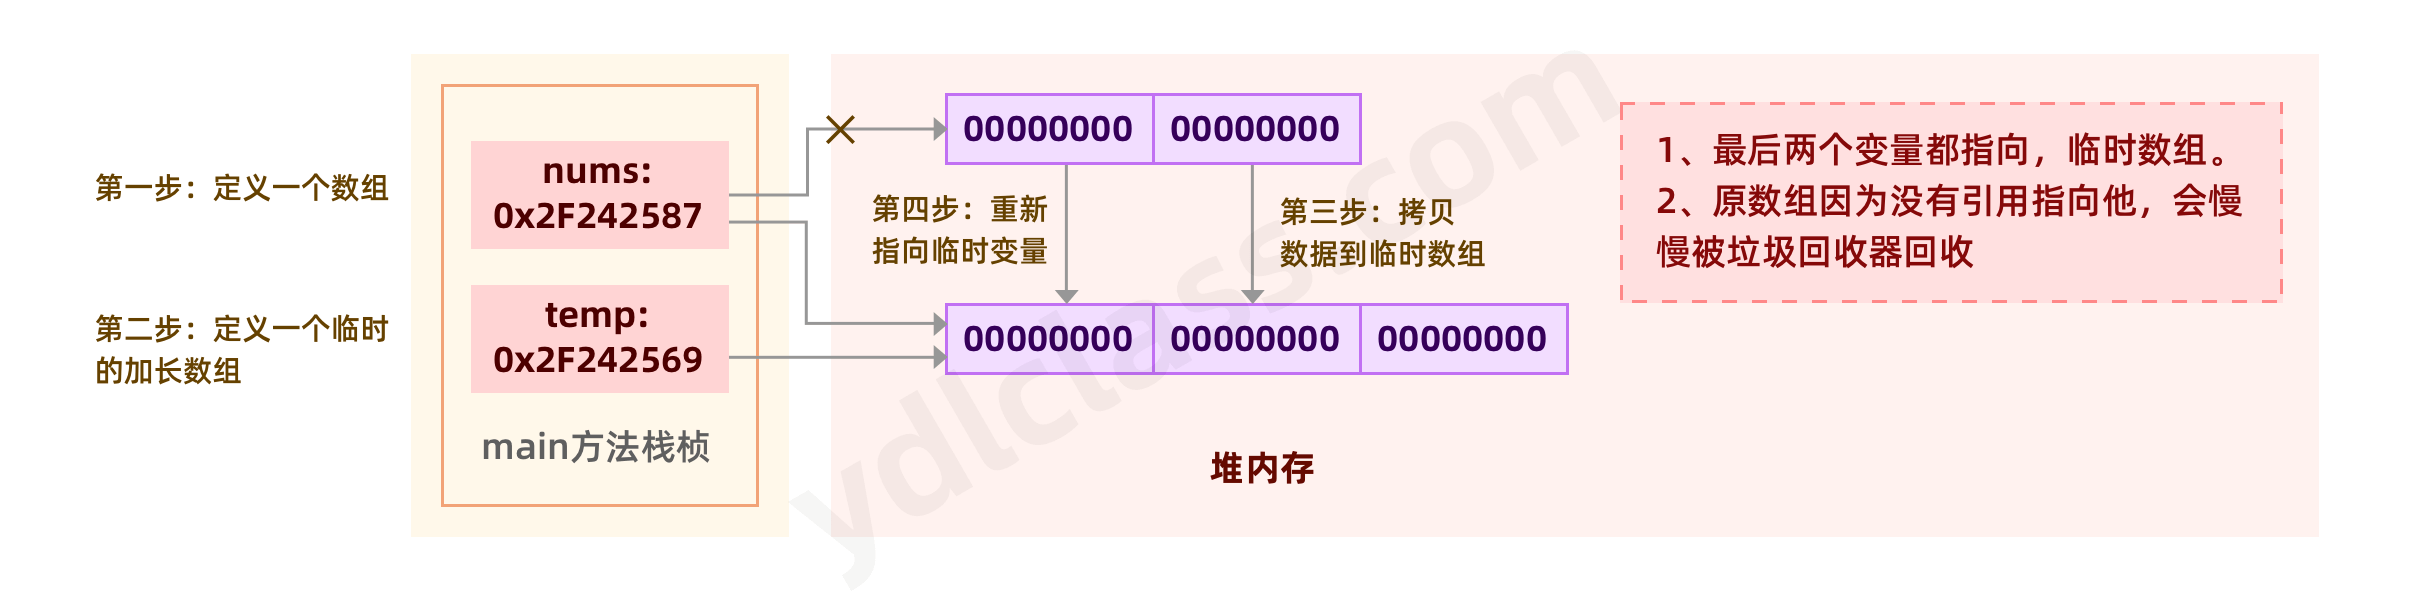 第一步：定义一个数组
第二步：定义一个临时
的加长数组
nums:
0x2F242587
temp:
0x2F242569
main方法栈桢
00000000 00000000
第四步：重新
指向临时变量
第三步：拷贝
数据到临时数组
00000000 00000000 00000000
堆内存
1、最后两个变量都指向，临时数组。
2、原数组因为没有引用指向他，会慢
慢被垃圾回收器回收
ydlclass.com